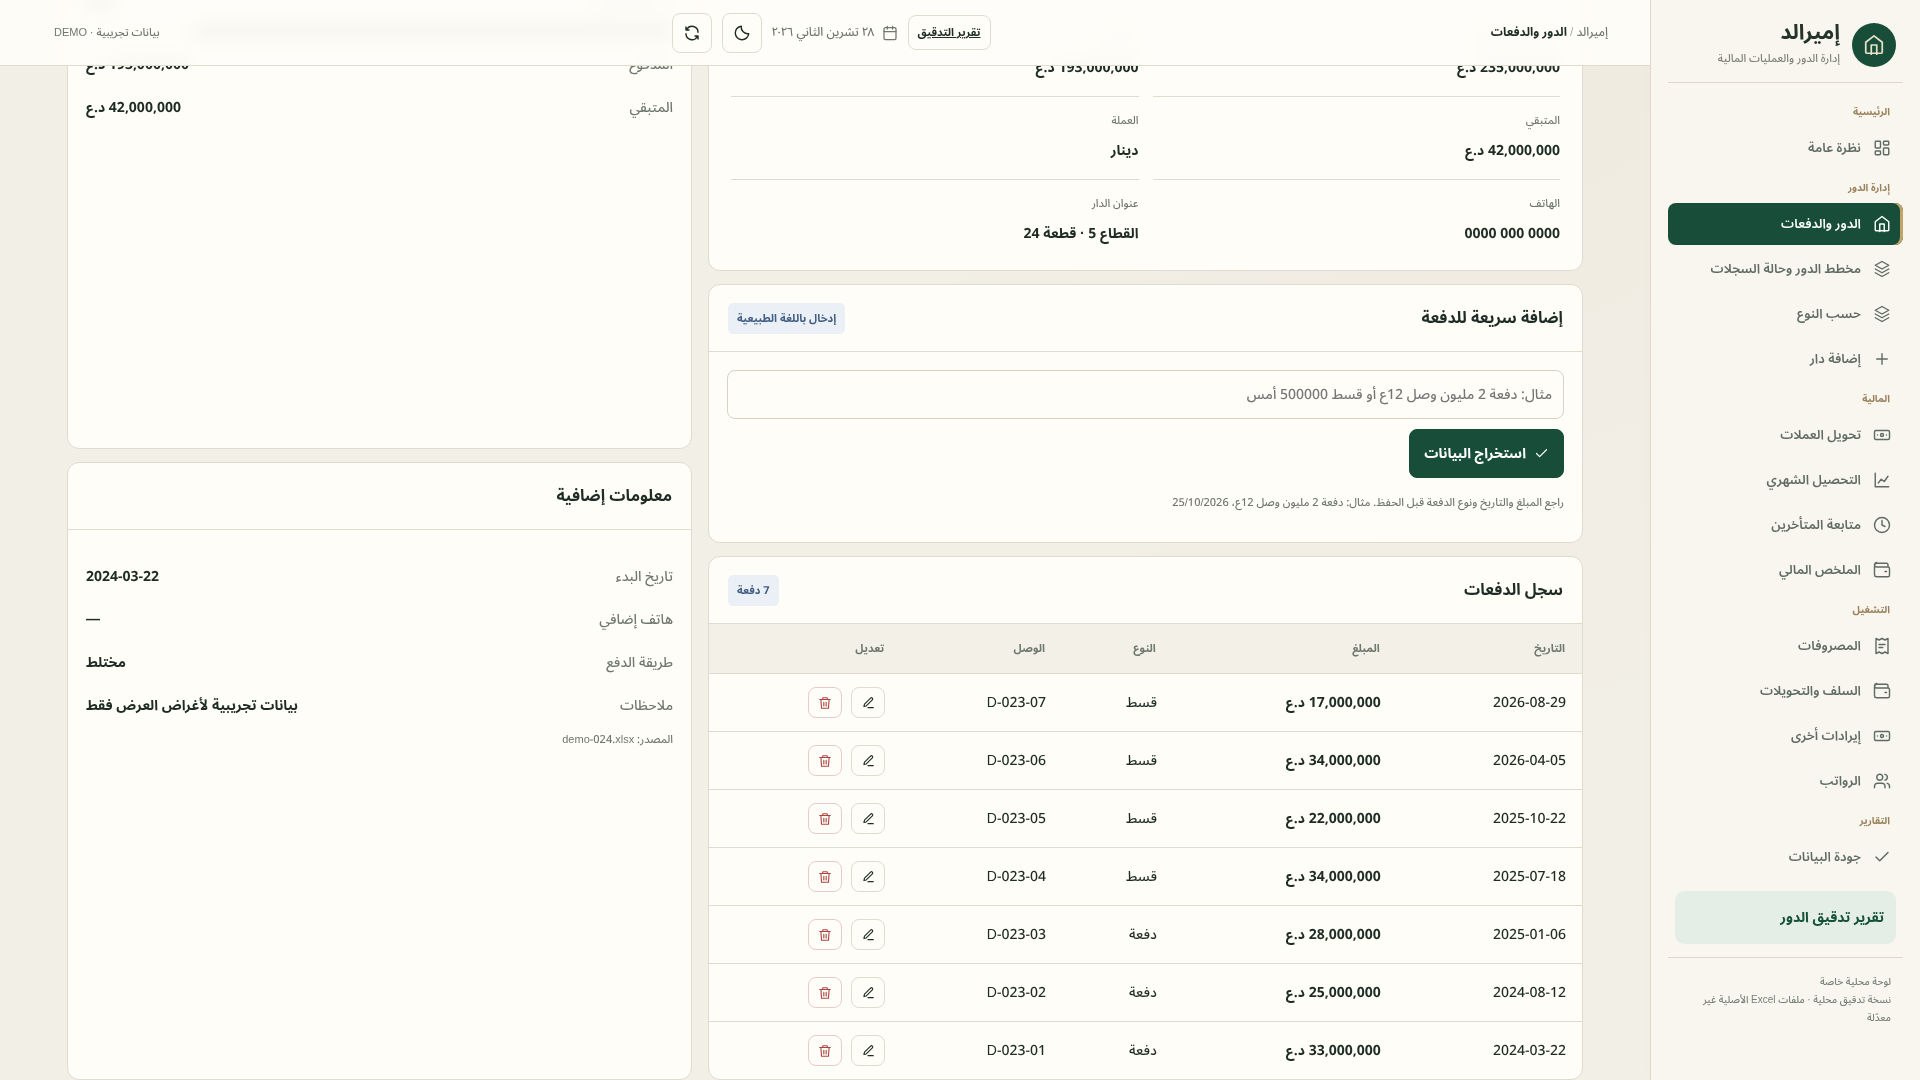 إميرالد
إدارة الدور والعمليات المالية
الرئيسية
نظرة عامة
إدارة الدور
الدور والدفعات
مخطط الدور وحالة السجلات
حسب النوع
إضافة دار
المالية
تحويل العملات
التحصيل الشهري
متابعة المتأخرين
الملخص المالي
التشغيل
المصروفات
السلف والتحويلات
إيرادات أخرى
الرواتب
التقارير
جودة البيانات
تقرير تدقيق الدور
لوحة محلية خاصة
نسخة تدقيق محلية · ملفات Excel الأصلية غير
معدّلة
إميرالد / الدور والدفعات
تقرير التدقيق
٢٨ تشرين الثاني ٢٠٢٦
بيانات تجريبية · DEMO
235,000,000 د.ع
193,000,000 د.ع
المتبقي
العملة
42,000,000 د.ع
دينار
الهاتف
عنوان الدار
0000 000 0000
القطاع 5 · قطعة 24
إضافة سريعة للدفعة
إدخال باللغة الطبيعية
مثال: دفعة 2 مليون وصل 12ع أو قسط 500000 أمس
استخراج البيانات
راجع المبلغ والتاريخ ونوع الدفعة قبل الحفظ. مثال: دفعة 2 مليون وصل 12ع، 25/10/2026
سجل الدفعات
7 دفعة
التاريخ المبلغ النوع الوصل تعديل
2026-08-29 17,000,000 د.ع قسط D-023-07
2026-04-05 34,000,000 د.ع قسط D-023-06
2025-10-22 22,000,000 د.ع قسط D-023-05
2025-07-18 34,000,000 د.ع قسط D-023-04
2025-01-06 28,000,000 د.ع دفعة D-023-03
2024-08-12 25,000,000 د.ع دفعة D-023-02
2024-03-22 33,000,000 د.ع دفعة D-023-01
المدفوع 193,000,000 د.ع
المتبقي 42,000,000 د.ع
معلومات إضافية
تاريخ البدء 2024-03-22
هاتف إضافي —
طريقة الدفع مختلط
ملاحظات بيانات تجريبية لأغراض العرض فقط
المصدر: demo-024.xlsx